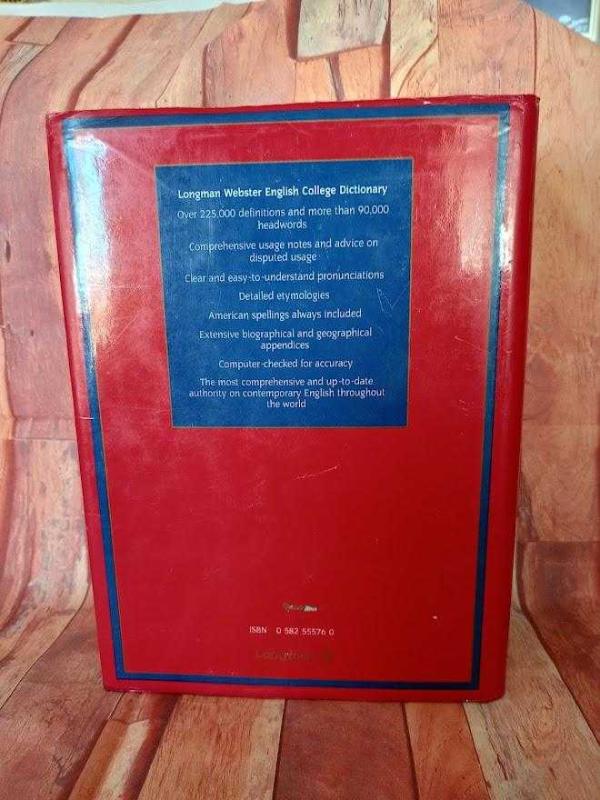 Longman Webster English College Dictionary
Over 225,000 definitions and more than 90,000
headwords
Comprehensive usage notes and advice on
disputed usage
Clear and easy-to-understand pronunciations
Detailed etymologies
American spellings always included
Extensive biographical and geographical
appendices
Computer-checked for accuracy
The most comprehensive and up-to-date
authority on contemporary English throughout
the world
ISBN 0 582 55576 0
Longman